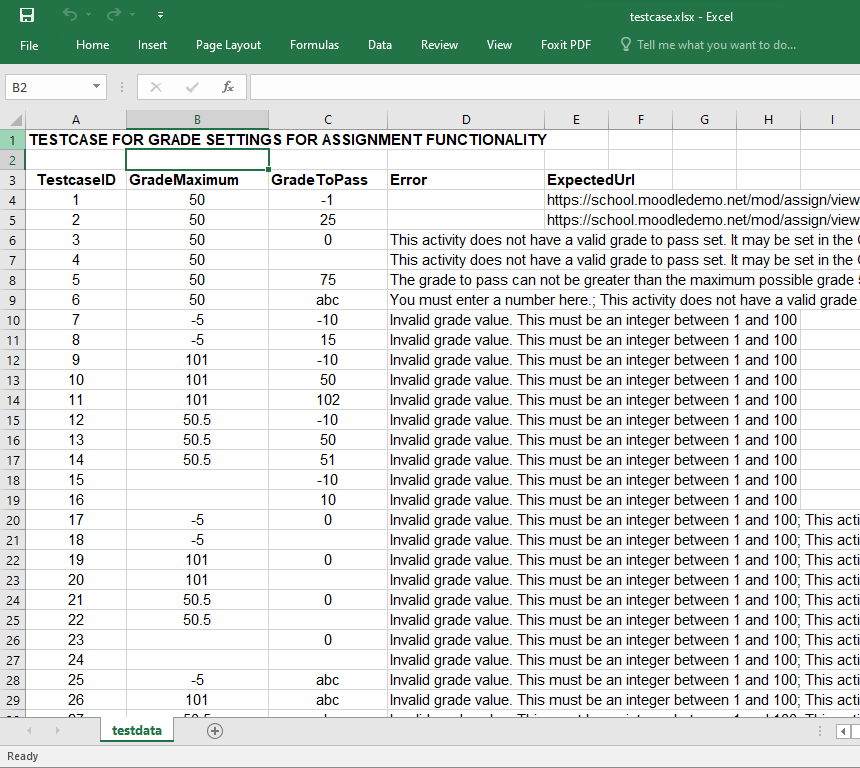 testcase.xlsx - Excel
File Home Insert Page Layout Formulas Data Review View Foxit PDF Tell me what you want to do...
B2 fx
A B C D E F G H I
1 TESTCASE FOR GRADE SETTINGS FOR ASSIGNMENT FUNCTIONALITY
2
3 TestcaseID GradeMaximum GradeToPass Error ExpectedUrl
4 1 50 -1 https://school.moodledemo.net/mod/assign/view
5 2 50 25 https://school.moodledemo.net/mod/assign/view
6 3 50 0 This activity does not have a valid grade to pass set. It may be set in the
7 4 50 This activity does not have a valid grade to pass set. It may be set in the
8 5 50 75 The grade to pass can not be greater than the maximum possible grade
9 6 50 abc You must enter a number here.; This activity does not have a valid grade
10 7 -5 -10 Invalid grade value. This must be an integer between 1 and 100
11 8 -5 15 Invalid grade value. This must be an integer between 1 and 100
12 9 101 -10 Invalid grade value. This must be an integer between 1 and 100
13 10 101 50 Invalid grade value. This must be an integer between 1 and 100
14 11 101 102 Invalid grade value. This must be an integer between 1 and 100
15 12 50.5 -10 Invalid grade value. This must be an integer between 1 and 100
16 13 50.5 50 Invalid grade value. This must be an integer between 1 and 100
17 14 50.5 51 Invalid grade value. This must be an integer between 1 and 100
18 15 -10 Invalid grade value. This must be an integer between 1 and 100
19 16 10 Invalid grade value. This must be an integer between 1 and 100
20 17 -5 0 Invalid grade value. This must be an integer between 1 and 100; This acti
21 18 -5 Invalid grade value. This must be an integer between 1 and 100; This acti
22 19 101 0 Invalid grade value. This must be an integer between 1 and 100; This acti
23 20 101 Invalid grade value. This must be an integer between 1 and 100; This acti
24 21 50.5 0 Invalid grade value. This must be an integer between 1 and 100; This acti
25 22 50.5 Invalid grade value. This must be an integer between 1 and 100; This acti
26 23 0 Invalid grade value. This must be an integer between 1 and 100; This acti
27 24 Invalid grade value. This must be an integer between 1 and 100; This acti
28 25 -5 abc Invalid grade value. This must be an integer between 1 and 100; This acti
29 26 101 abc Invalid grade value. This must be an integer between 1 and 100; This acti
testdata
Ready